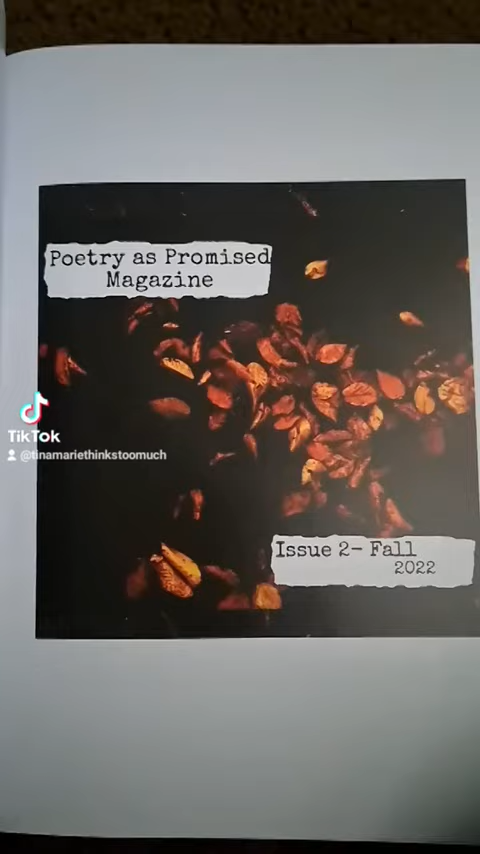 Poetry as Promised
Magazine
TikTok
@tinamariethinkstoomuch
Issue 2- Fall
2022